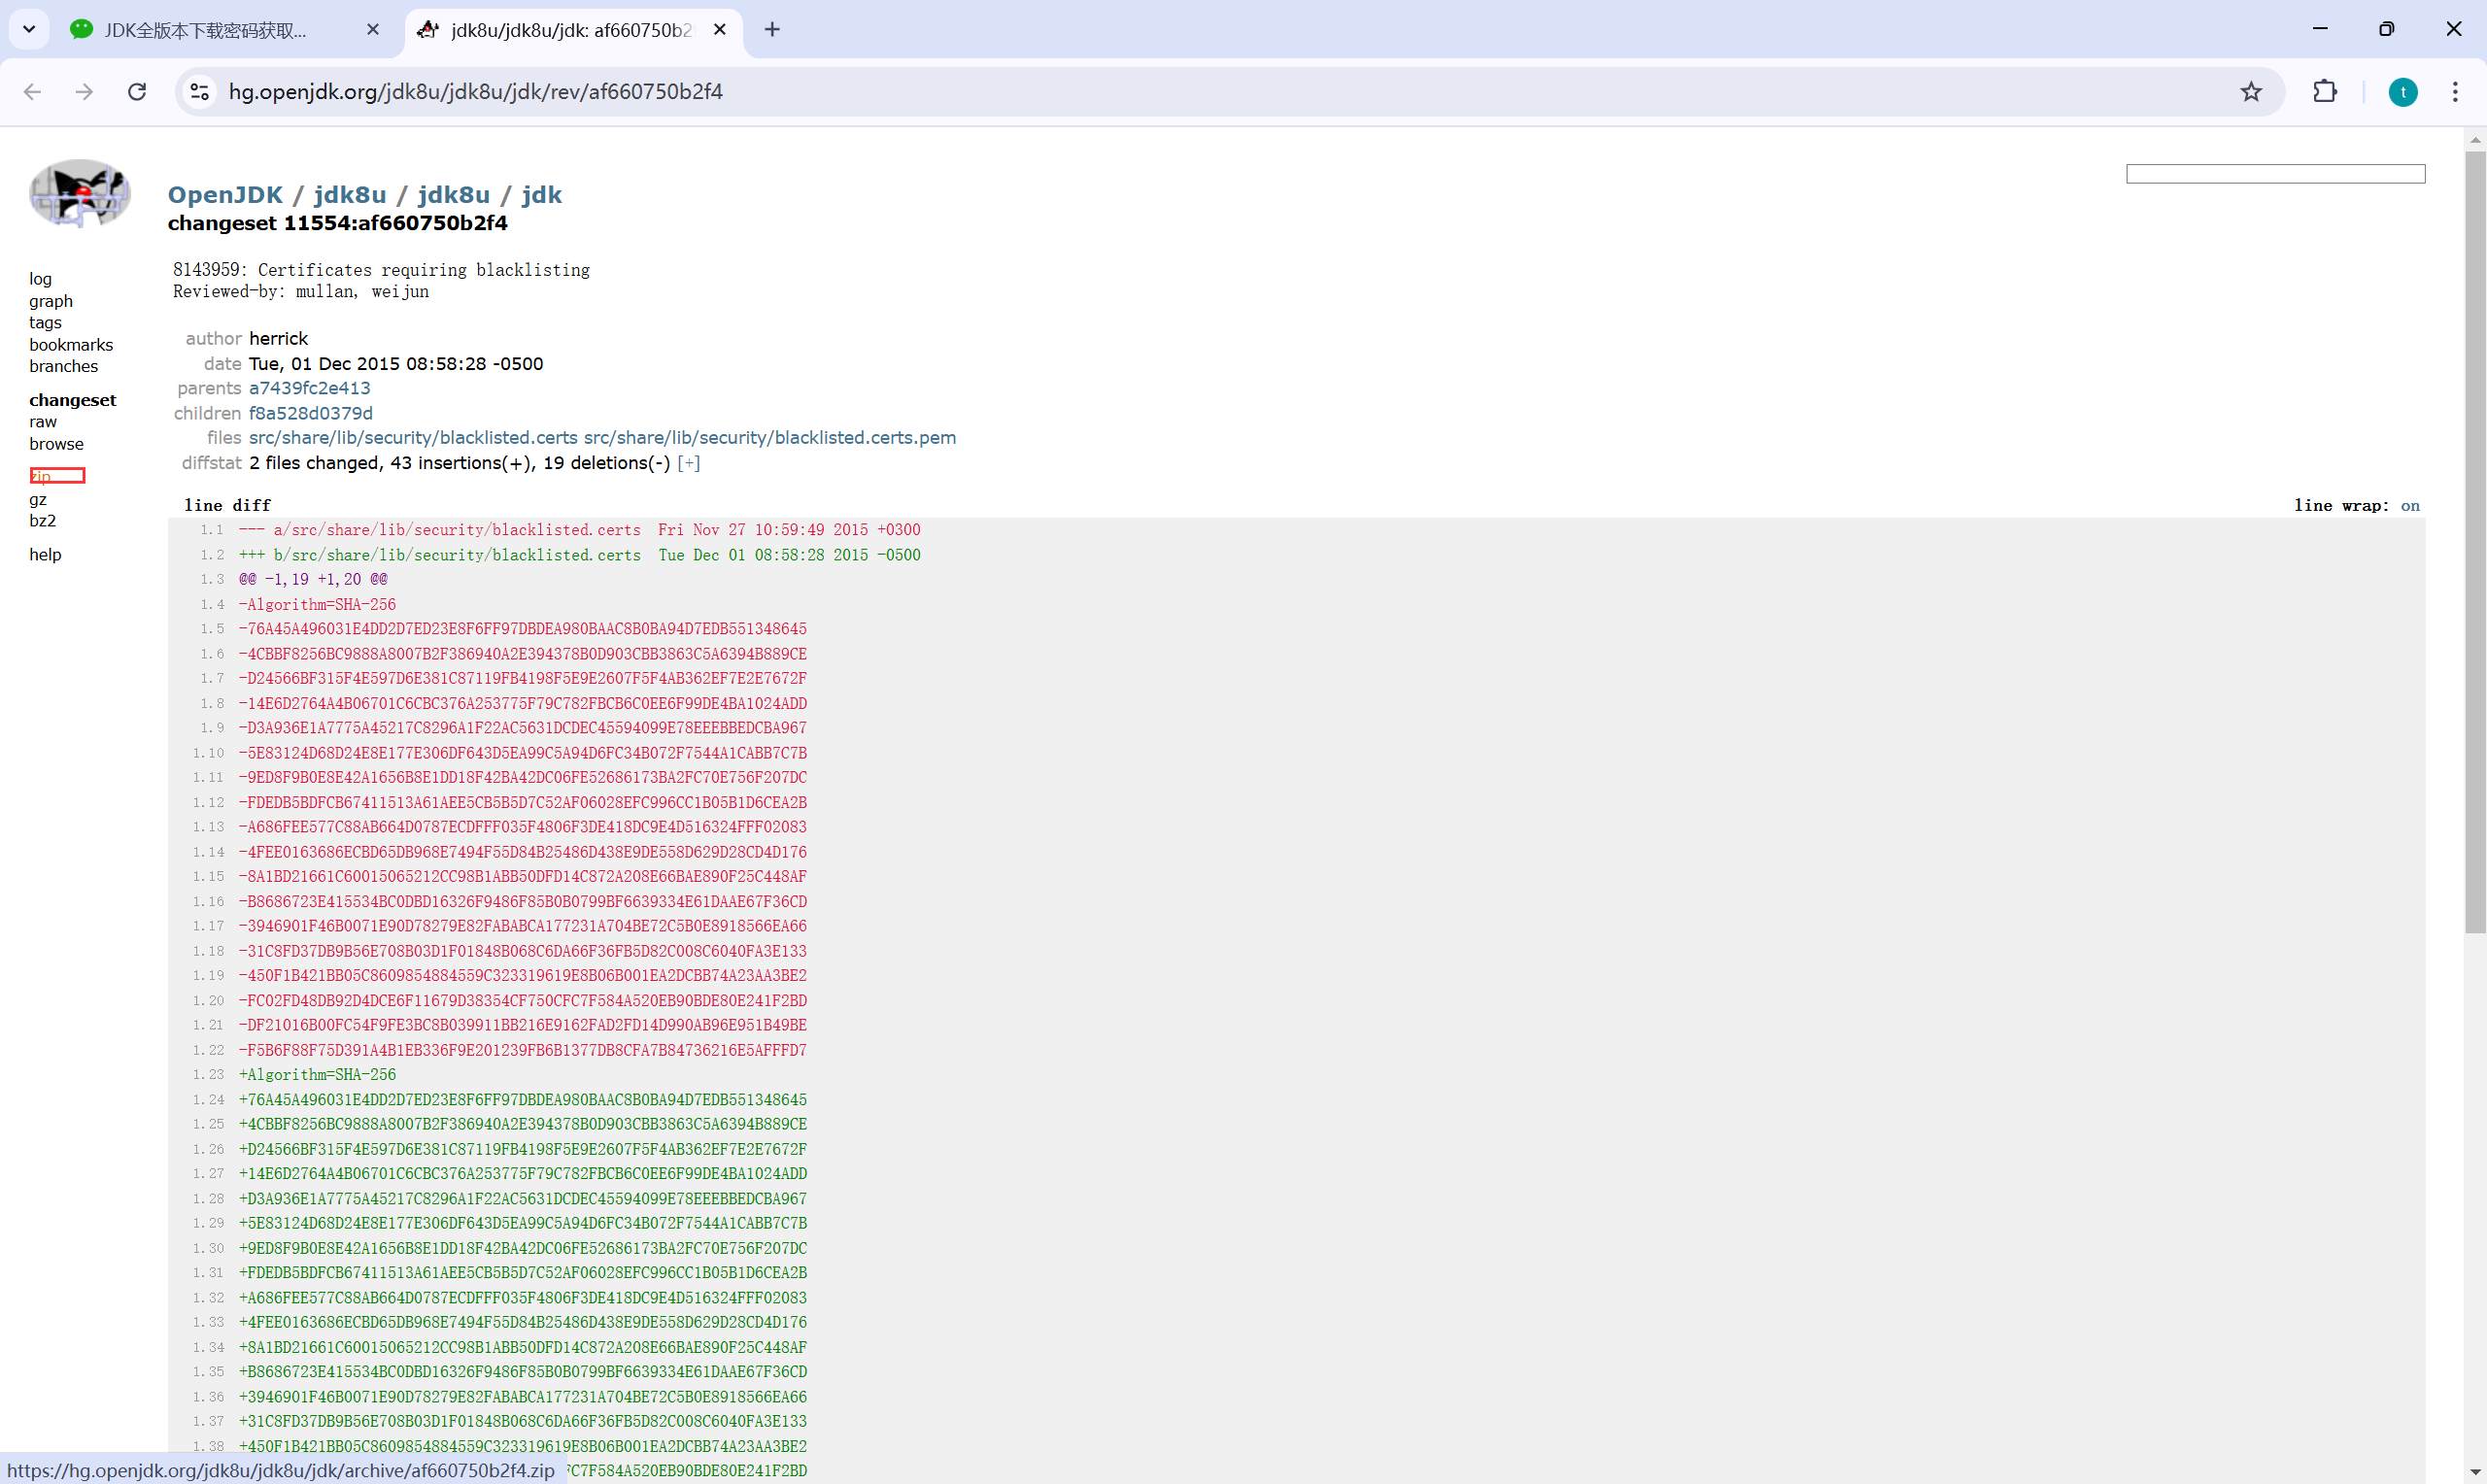 JDK全版本下载密码获取...
jdk8u/jdk8u/jdk: af660750b2
hg.openjdk.org/jdk8u/jdk8u/jdk/rev/af660750b2f4
t
OpenJDK / jdk8u / jdk8u / jdk
changeset 11554:af660750b2f4
log
graph
tags
bookmarks
branches
changeset
raw
browse
zip
gz
bz2
help
8143959: Certificates requiring blacklisting
Reviewed-by: mullan, weijun
author herrick
date Tue, 01 Dec 2015 08:58:28 -0500
parents a7439fc2e413
children f8a528d0379d
files src/share/lib/security/blacklisted.certs src/share/lib/security/blacklisted.certs.pem
diffstat 2 files changed, 43 insertions(+), 19 deletions(-) [+]
line diff
line wrap: on
1.1 --- a/src/share/lib/security/blacklisted.certs Fri Nov 27 10:59:49 2015 +0300
1.2 +++ b/src/share/lib/security/blacklisted.certs Tue Dec 01 08:58:28 2015 -0500
1.3 @@ -1,19 +1,20 @@
1.4 -Algorithm=SHA-256
1.5 -76A45A496031E4DD2D7ED23E8F6FF97DBDEA980BAAC8B0BA94D7EDB551348645
1.6 -4CBBF8256BC9888A8007B2F386940A2E394378B0D903CBB3863C5A6394B889CE
1.7 -D24566BF315F4E597D6E381C87119FB4198F5E9E2607F5F4AB362EF7E2E7672F
1.8 -14E6D2764A4B06701C6CBC376A253775F79C782FBCB6C0EE6F99DE4BA1024ADD
1.9 -D3A936E1A7775A45217C8296A1F22AC5631DCDEC45594099E78EEEBBEDCBA967
1.10 -5E83124D68D24E8E177E306DF643D5EA99C5A94D6FC34B072F7544A1CABB7C7B
1.11 -9ED8F9B0E8E42A1656B8E1DD18F42BA42DC06FE52686173BA2FC70E756F207DC
1.12 -FDEDB5BDFCB67411513A61AEE5CB5B5D7C52AF06028EFC996CC1B05B1D6CEA2B
1.13 -A686FEE577C88AB664D0787ECDFFF035F4806F3DE418DC9E4D516324FFF02083
1.14 -4FEE0163686ECBD65DB968E7494F55D84B25486D438E9DE558D629D28CD4D176
1.15 -8A1BD21661C60015065212CC98B1ABB50DFD14C872A208E66BAE890F25C448AF
1.16 -B8686723E415534BC0DBD16326F9486F85B0B0799BF6639334E61DAAE67F36CD
1.17 -3946901F46B0071E90D78279E82FABABCA177231A704BE72C5B0E8918566EA66
1.18 -31C8FD37DB9B56E708B03D1F01848B068C6DA66F36FB5D82C008C6040FA3E133
1.19 -450F1B421BB05C8609854884559C323319619E8B06B001EA2DCBB74A23AA3BE2
1.20 -FC02FD48DB92D4DCE6F11679D38354CF750CFC7F584A520EB90BDE80E241F2BD
1.21 -DF21016B00FC54F9FE3BC8B039911BB216E9162FAD2FD14D990AB96E951B49BE
1.22 -F5B6F88F75D391A4B1EB336F9E201239FB6B1377DB8CFA7B84736216E5AFFFD7
1.23 +Algorithm=SHA-256
1.24 +76A45A496031E4DD2D7ED23E8F6FF97DBDEA980BAAC8B0BA94D7EDB551348645
1.25 +4CBBF8256BC9888A8007B2F386940A2E394378B0D903CBB3863C5A6394B889CE
1.26 +D24566BF315F4E597D6E381C87119FB4198F5E9E2607F5F4AB362EF7E2E7672F
1.27 +14E6D2764A4B06701C6CBC376A253775F79C782FBCB6C0EE6F99DE4BA1024ADD
1.28 +D3A936E1A7775A45217C8296A1F22AC5631DCDEC45594099E78EEEBBEDCBA967
1.29 +5E83124D68D24E8E177E306DF643D5EA99C5A94D6FC34B072F7544A1CABB7C7B
1.30 +9ED8F9B0E8E42A1656B8E1DD18F42BA42DC06FE52686173BA2FC70E756F207DC
1.31 +FDEDB5BDFCB67411513A61AEE5CB5B5D7C52AF06028EFC996CC1B05B1D6CEA2B
1.32 +A686FEE577C88AB664D0787ECDFFF035F4806F3DE418DC9E4D516324FFF02083
1.33 +4FEE0163686ECBD65DB968E7494F55D84B25486D438E9DE558D629D28CD4D176
1.34 +8A1BD21661C60015065212CC98B1ABB50DFD14C872A208E66BAE890F25C448AF
1.35 +B8686723E415534BC0DBD16326F9486F85B0B0799BF6639334E61DAAE67F36CD
1.36 +3946901F46B0071E90D78279E82FABABCA177231A704BE72C5B0E8918566EA66
1.37 +31C8FD37DB9B56E708B03D1F01848B068C6DA66F36FB5D82C008C6040FA3E133
1.38 +450F1B421BB05C8609854884559C323319619E8B06B001EA2DCBB74A23AA3BE2
https://hg.openjdk.org/jdk8u/jdk8u/jdk/archive/af660750b2f4.zip
FC7F584A520EB90BDE80E241F2BD